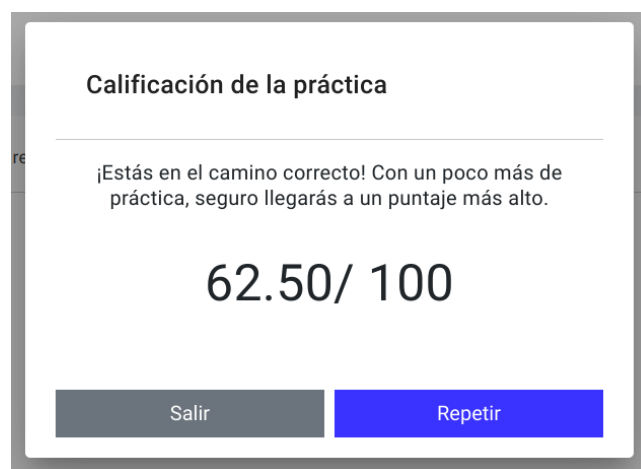 Calificación de la práctica
re
¡Estás en el camino correcto! Con un poco más de
práctica, seguro llegarás a un puntaje más alto.
62.50/ 100
Salir
Repetir